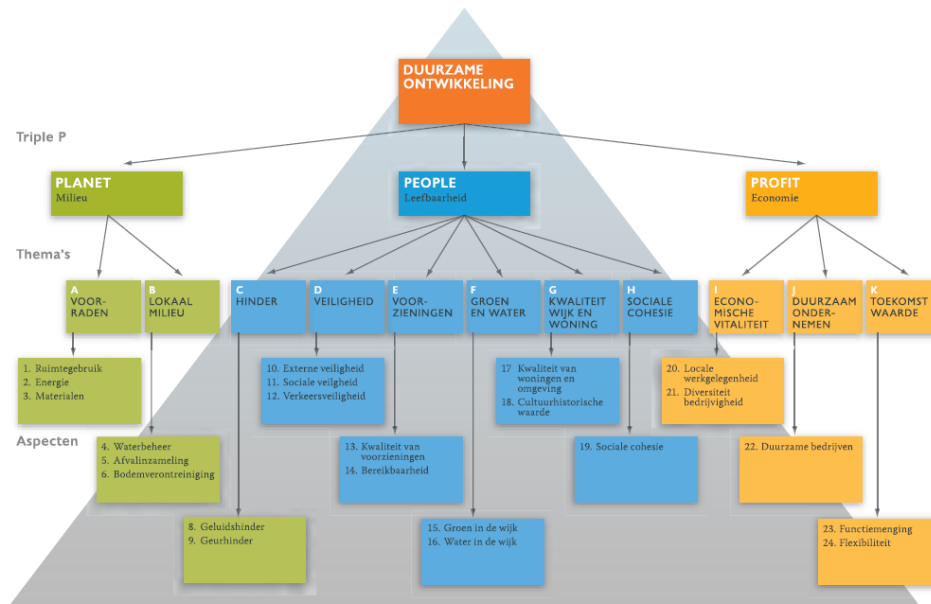 DUURZAME
ONTWIKKELING
Triple P
PLANET
Milieu
PEOPLE
Leefbaarheid
PROFIT
Economie
Thema's
A
VOOR-
RADEN
B
LOKAAL
MILIEU
C
HINDER
D
VEILIGHEID
E
VOOR-
ZIENINGEN
F
GROEN
EN WATER
G
KWALITEIT
WIJK EN
WONING
H
SOCIALE
COHESIE
I
ECONO-
MISCHE
VITALITEIT
J
DUURZAAM
ONDER-
NEMEN
K
TOEKOMST
WAARDE
1. Ruimtegebruik
2. Energie
3. Materialen
10. Externe veiligheid
11. Sociale veilgheid
12. Verkeersveiligheid
17 Kwaliteit van
woningen en
omgeving
18. Cultuurhistorische
waarde
20. Locale
werkgelegenheid
21. Diversiteit
bedrijvigheid
Aspecten
4. Waterbeheer
5. Afvalinzameling
6. Bodemverontreiniging
13. Kwaliteit van
voorzieningen
14. Bereikbaarheid
19. Sociale cohesie
22. Duurzame bedrijven
8. Geluidshinder
9. Geurhinder
15. Groen in de wijk
16. Water in de wijk
23. Functiemenging
24. Flexibiliteit